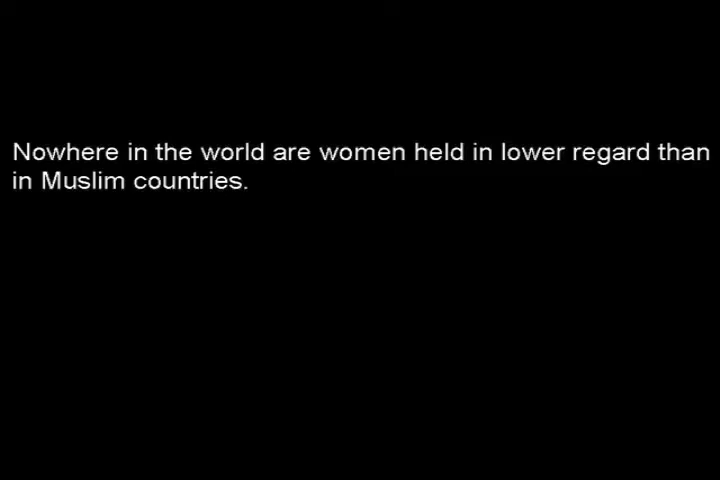 Nowhere in the world are women held in lower regard than
in Muslim countries.